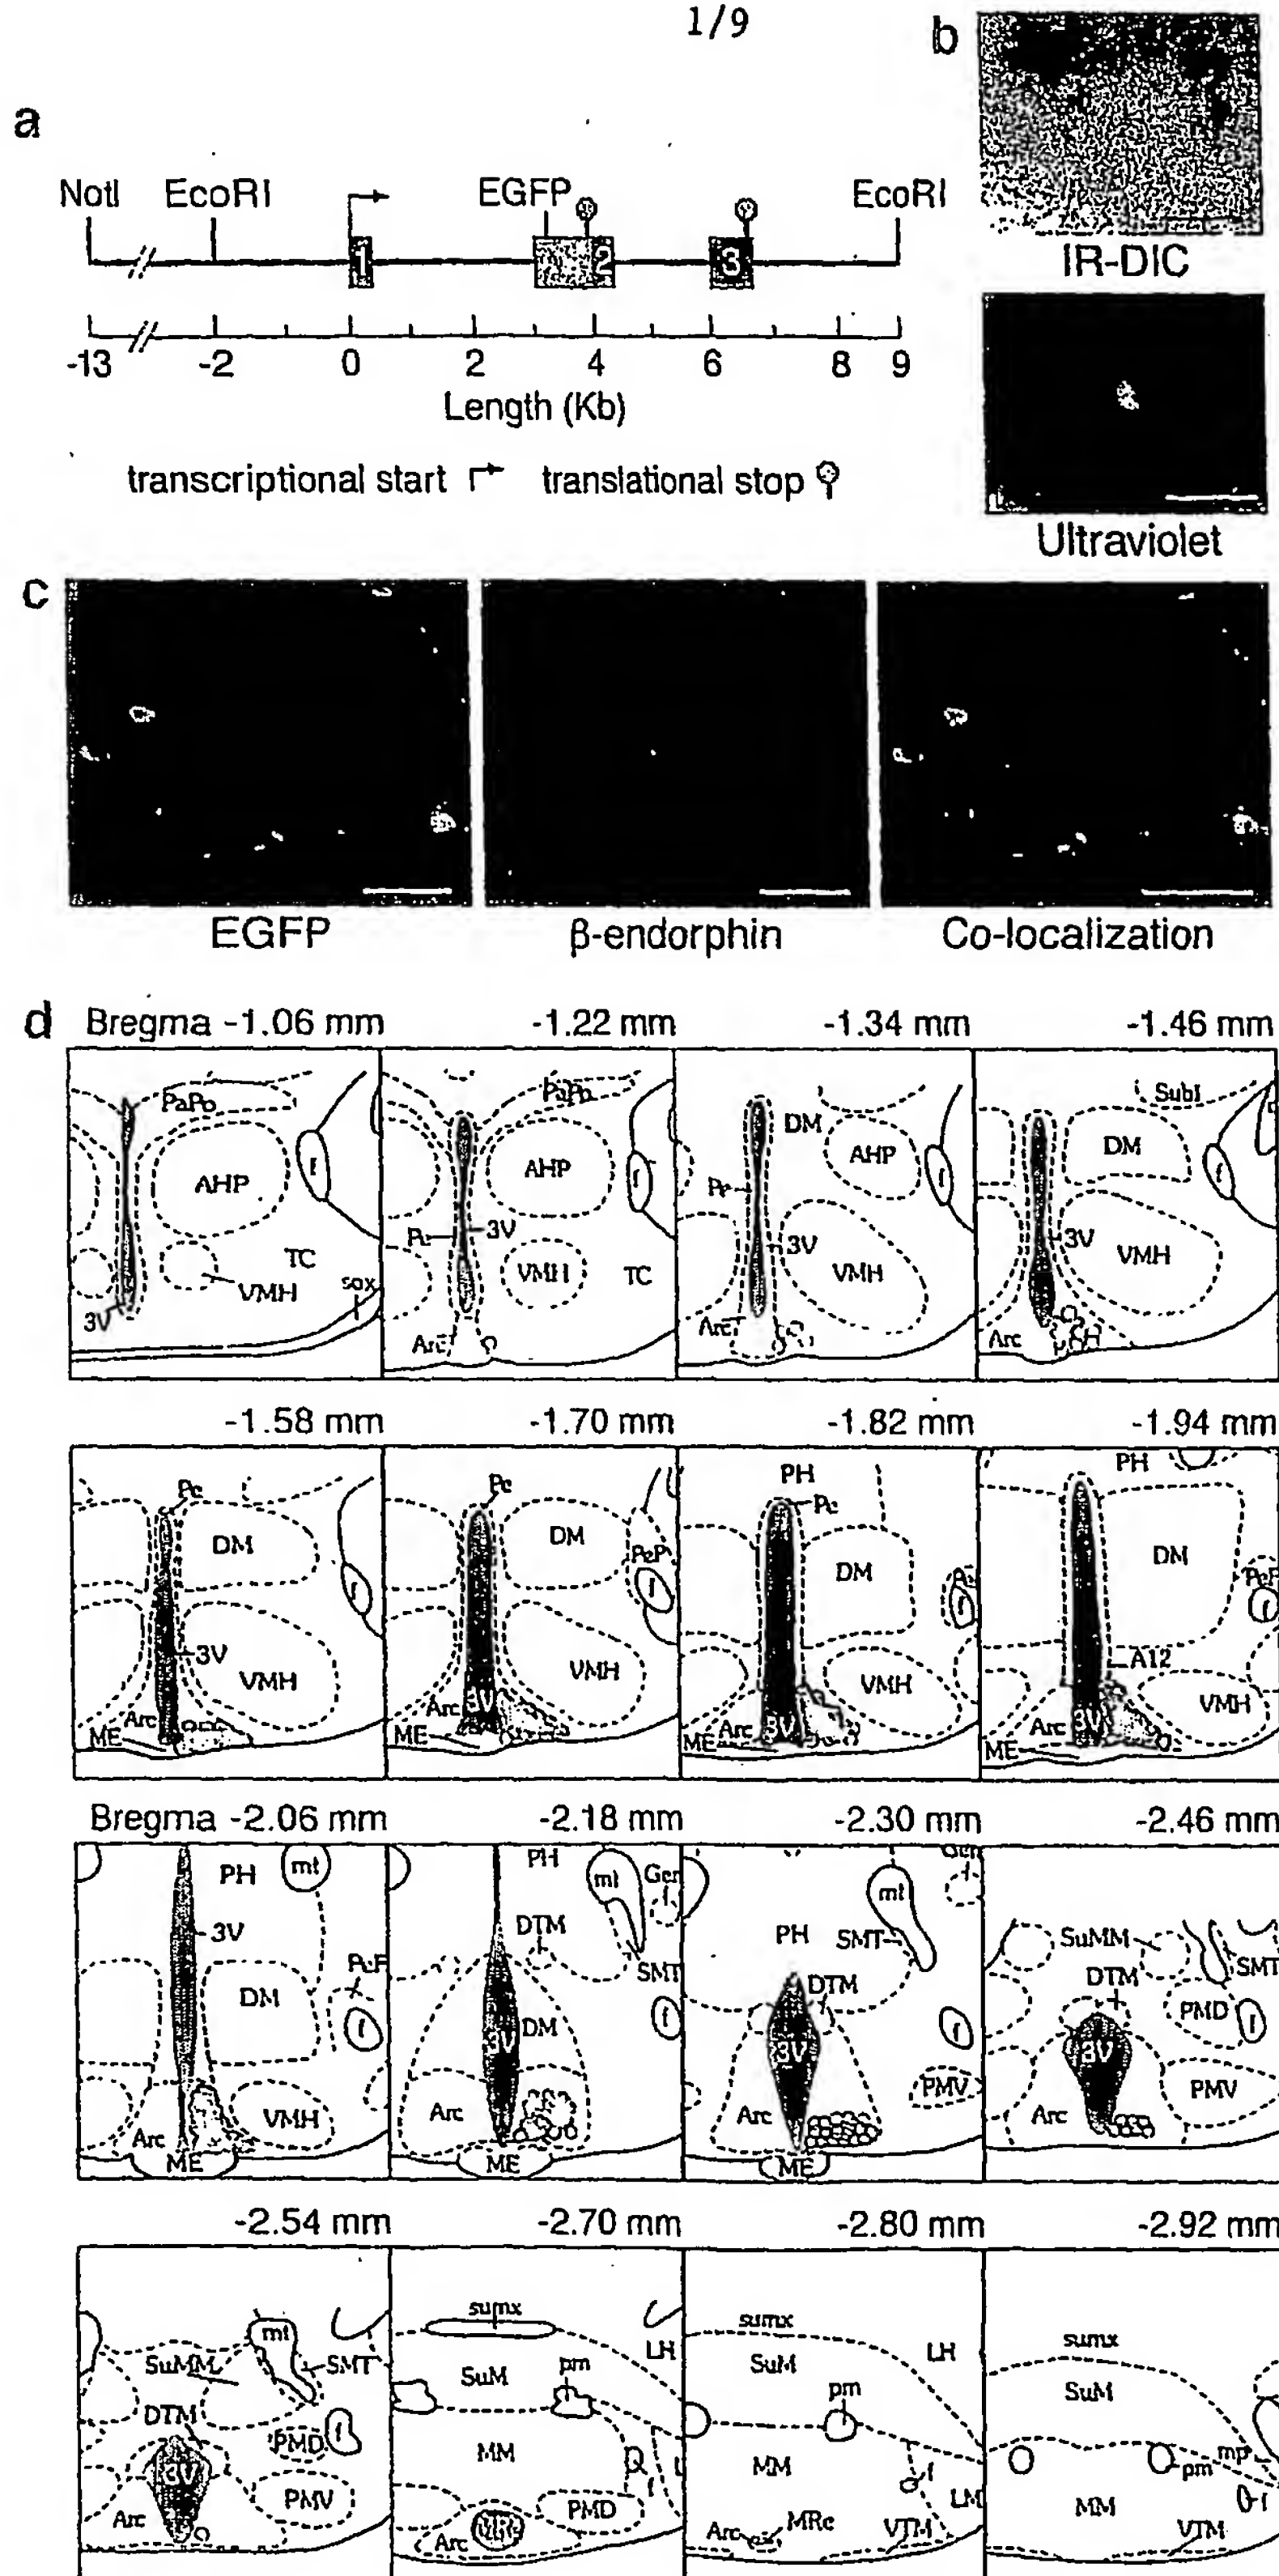 1/9
a
NotI EcoRI EGFP EcoRI
1 2 3
-13 -2 0 2 4 6 8 9
Length (Kb)
transcriptional start translational stop
b
IR-DIC
Ultraviolet
c
EGFP β-endorphin Co-localization
d
Bregma -1.06 mm -1.22 mm -1.34 mm -1.46 mm
PaPo AHP f TC VMH sox 3V
PaPo AHP f Pe 3V VMH TC Arc
DM AHP f Pe 3V VMH Arc
SubI DM f 3V VMH Arc
-1.58 mm -1.70 mm -1.82 mm -1.94 mm
Pe DM f 3V VMH Arc ME
Pe DM PeF f VMH Arc 3V ME
PH Pe DM f VMH Arc 3V ME
PH DM PeF f A12 VMH Arc 3V ME
Bregma -2.06 mm -2.18 mm -2.30 mm -2.46 mm
PH mt 3V PeF DM f VMH Arc ME
PH mt Gem f DTM SMT 3V DM f Arc ME
Gem mt PH SMT DTM 3V f PMV Arc ME
SuMM SMT DTM PMD f 3V PMV Arc
-2.54 mm -2.70 mm -2.80 mm -2.92 mm
mt SuMM SMT DTM PMD f 3V PMV Arc
sumx LH SuM pm MM f PMD Arc
sumx SuM LH pm MM f LM Arc MRe VTM
sumx SuM pm mp f MM VTM